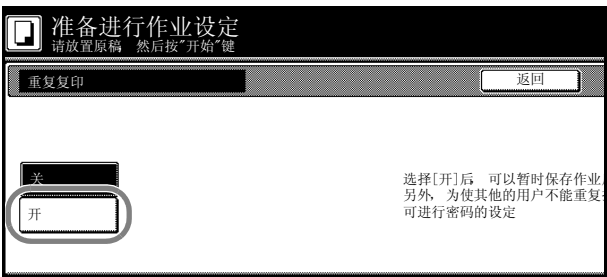 准备进行作业设定
请放置原稿 然后按"开始"键
重复复印
返回
关
开
选择[开]后 可以暂时保存作业
另外, 为使其他的用户不能重复
可进行密码的设定